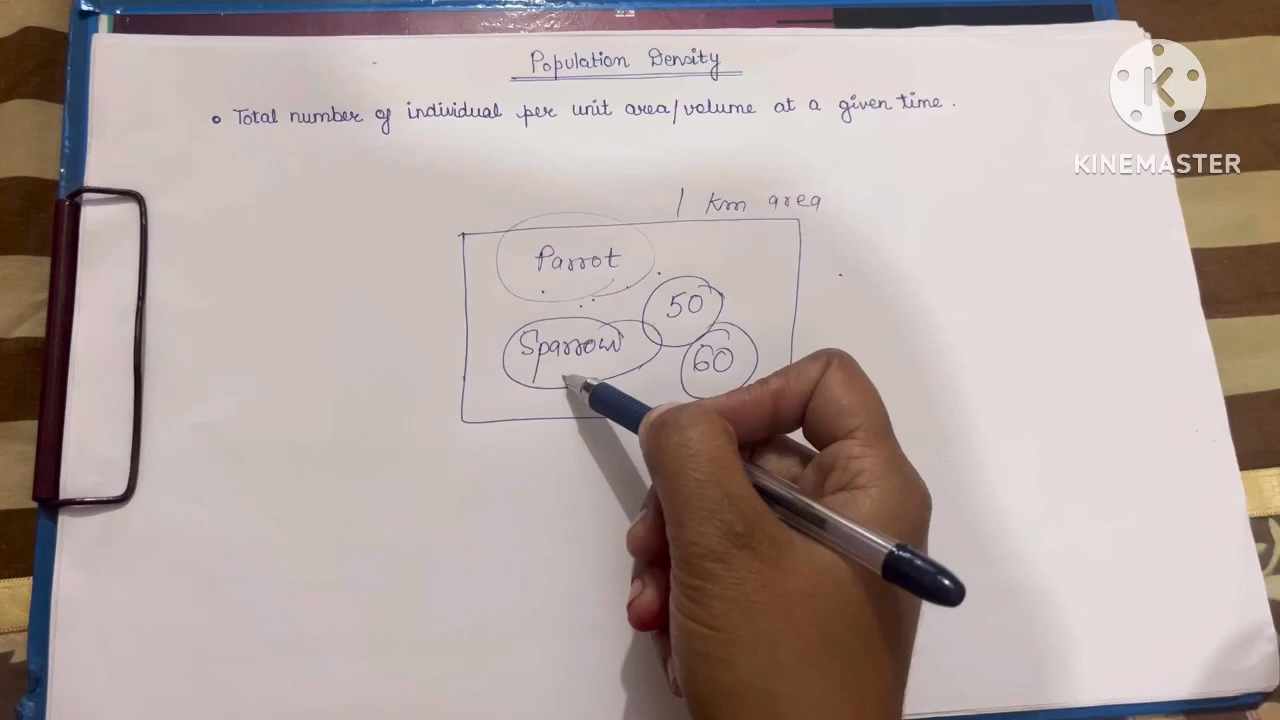 Population Density
• Total number of individual per unit area/volume at a given time.
K
KINEMASTER
1 km area
Parrot
50
Sparrow
60